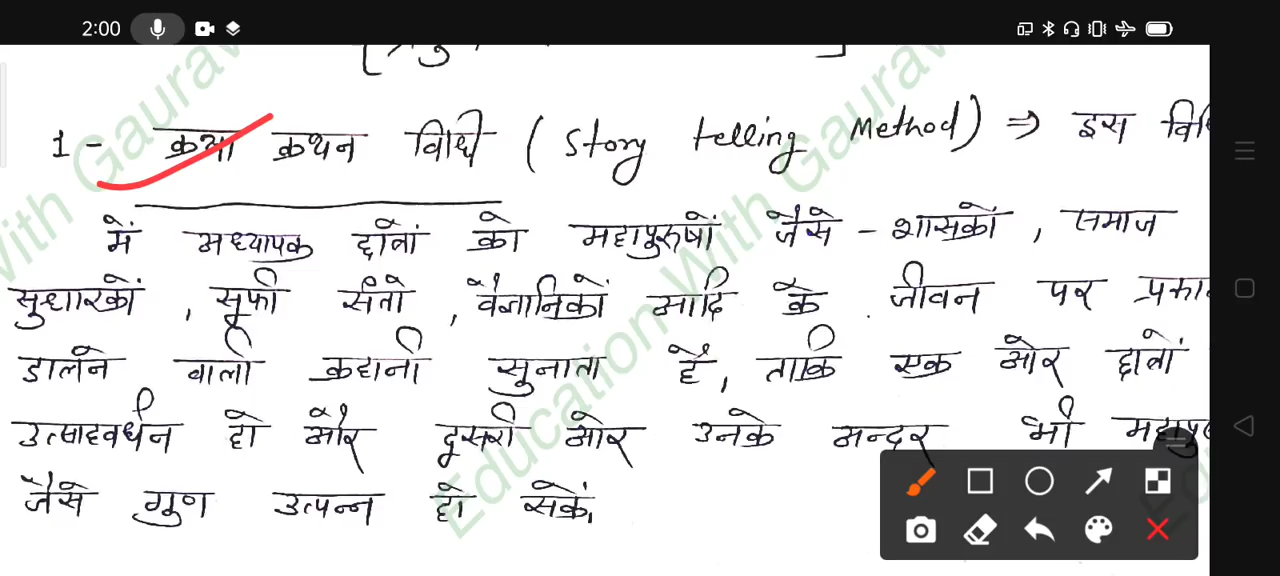 2:00
1- कथा कथन विधि ( Story telling Method) ⇒ इस
में अध्यापक छात्रों को महापुरुषों जैसे - शासकों , समाज
सुधारकों , सूफी संतो , वैज्ञानिकों आदि के जीवन पर
डालने वाली कहानी सुनाता है, ताकि एक ओर छात्रों
उत्साहवर्धन हो और दूसरी ओर उनके अन्दर भी
जैसे गुण उत्पन्न हो सकें।
Education With Gaurav